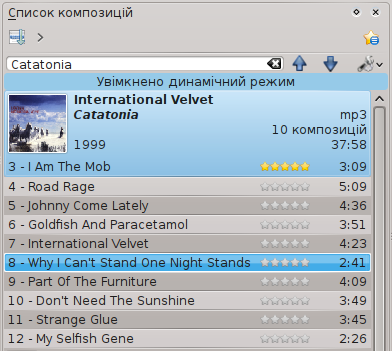 Список композицій
Catatonia
Увімкнено динамічний режим
International Velvet
Catatonia mp3
10 композицій
1999 37:58
3 - I Am The Mob 3:09
4 - Road Rage 5:09
5 - Johnny Come Lately 4:36
6 - Goldfish And Paracetamol 3:51
7 - International Velvet 4:23
8 - Why I Can't Stand One Night Stands 2:41
9 - Part Of The Furniture 4:09
10 - Don't Need The Sunshine 3:49
11 - Strange Glue 3:45
12 - My Selfish Gene 2:26